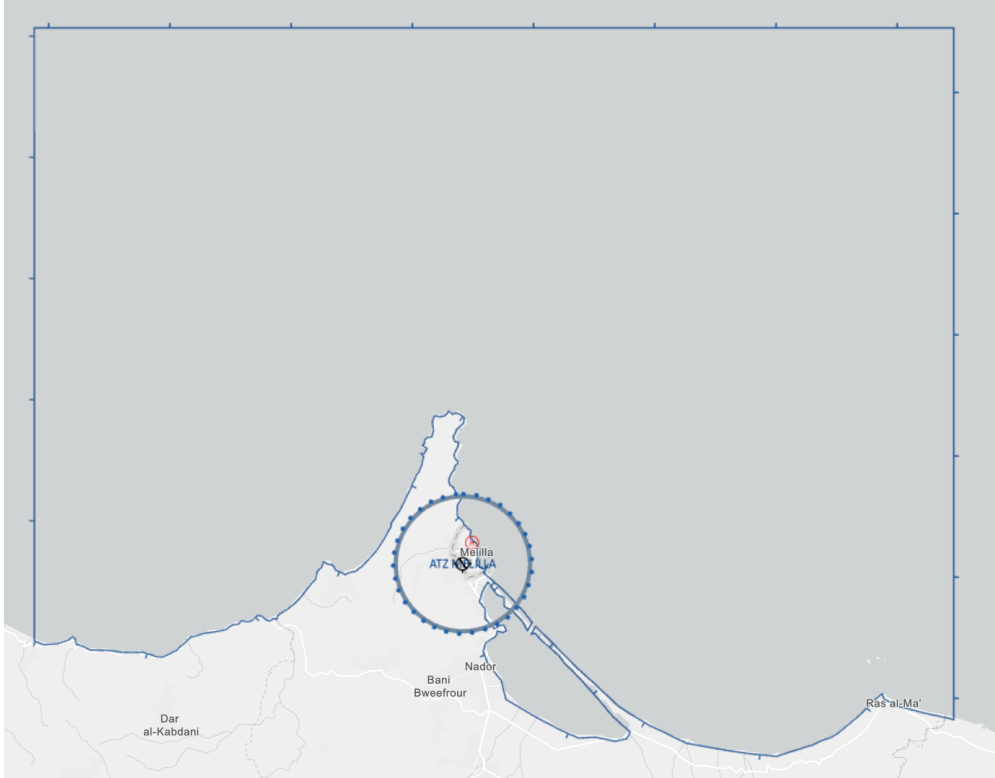 Melilla
ATZ MELILLA
Nador
Bani
Bweefrour
Ras al-Ma'
Dar
al-Kabdani